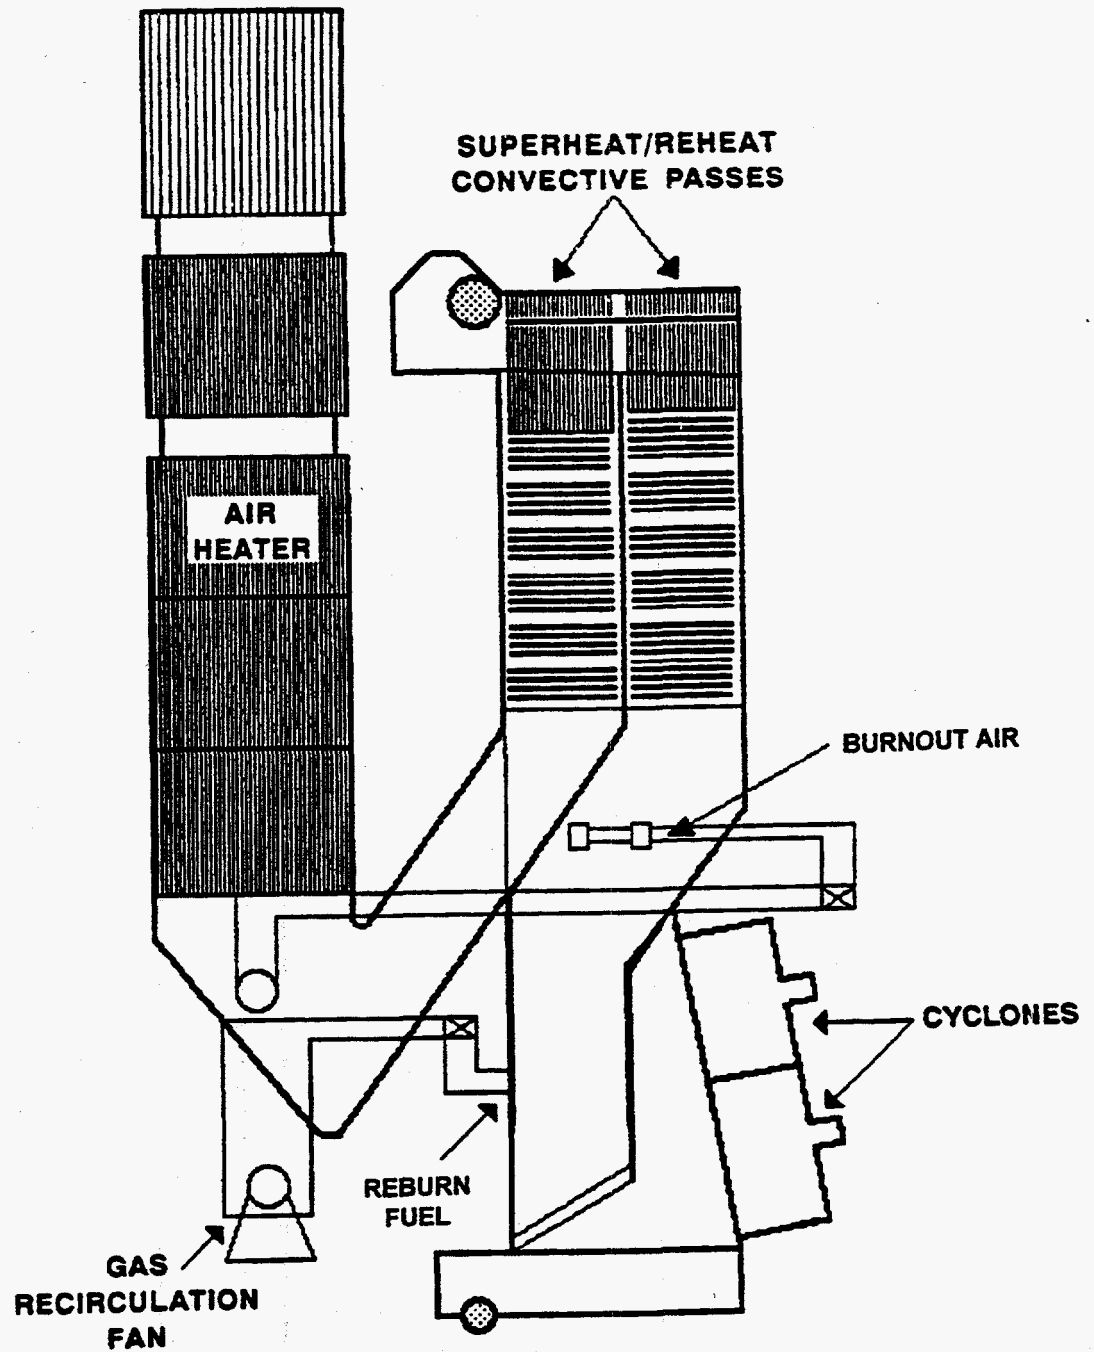 SUPERHEAT/REHEAT
CONVECTIVE PASSES
AIR
HEATER
BURNOUT AIR
CYCLONES
REBURN
FUEL
GAS
RECIRCULATION
FAN